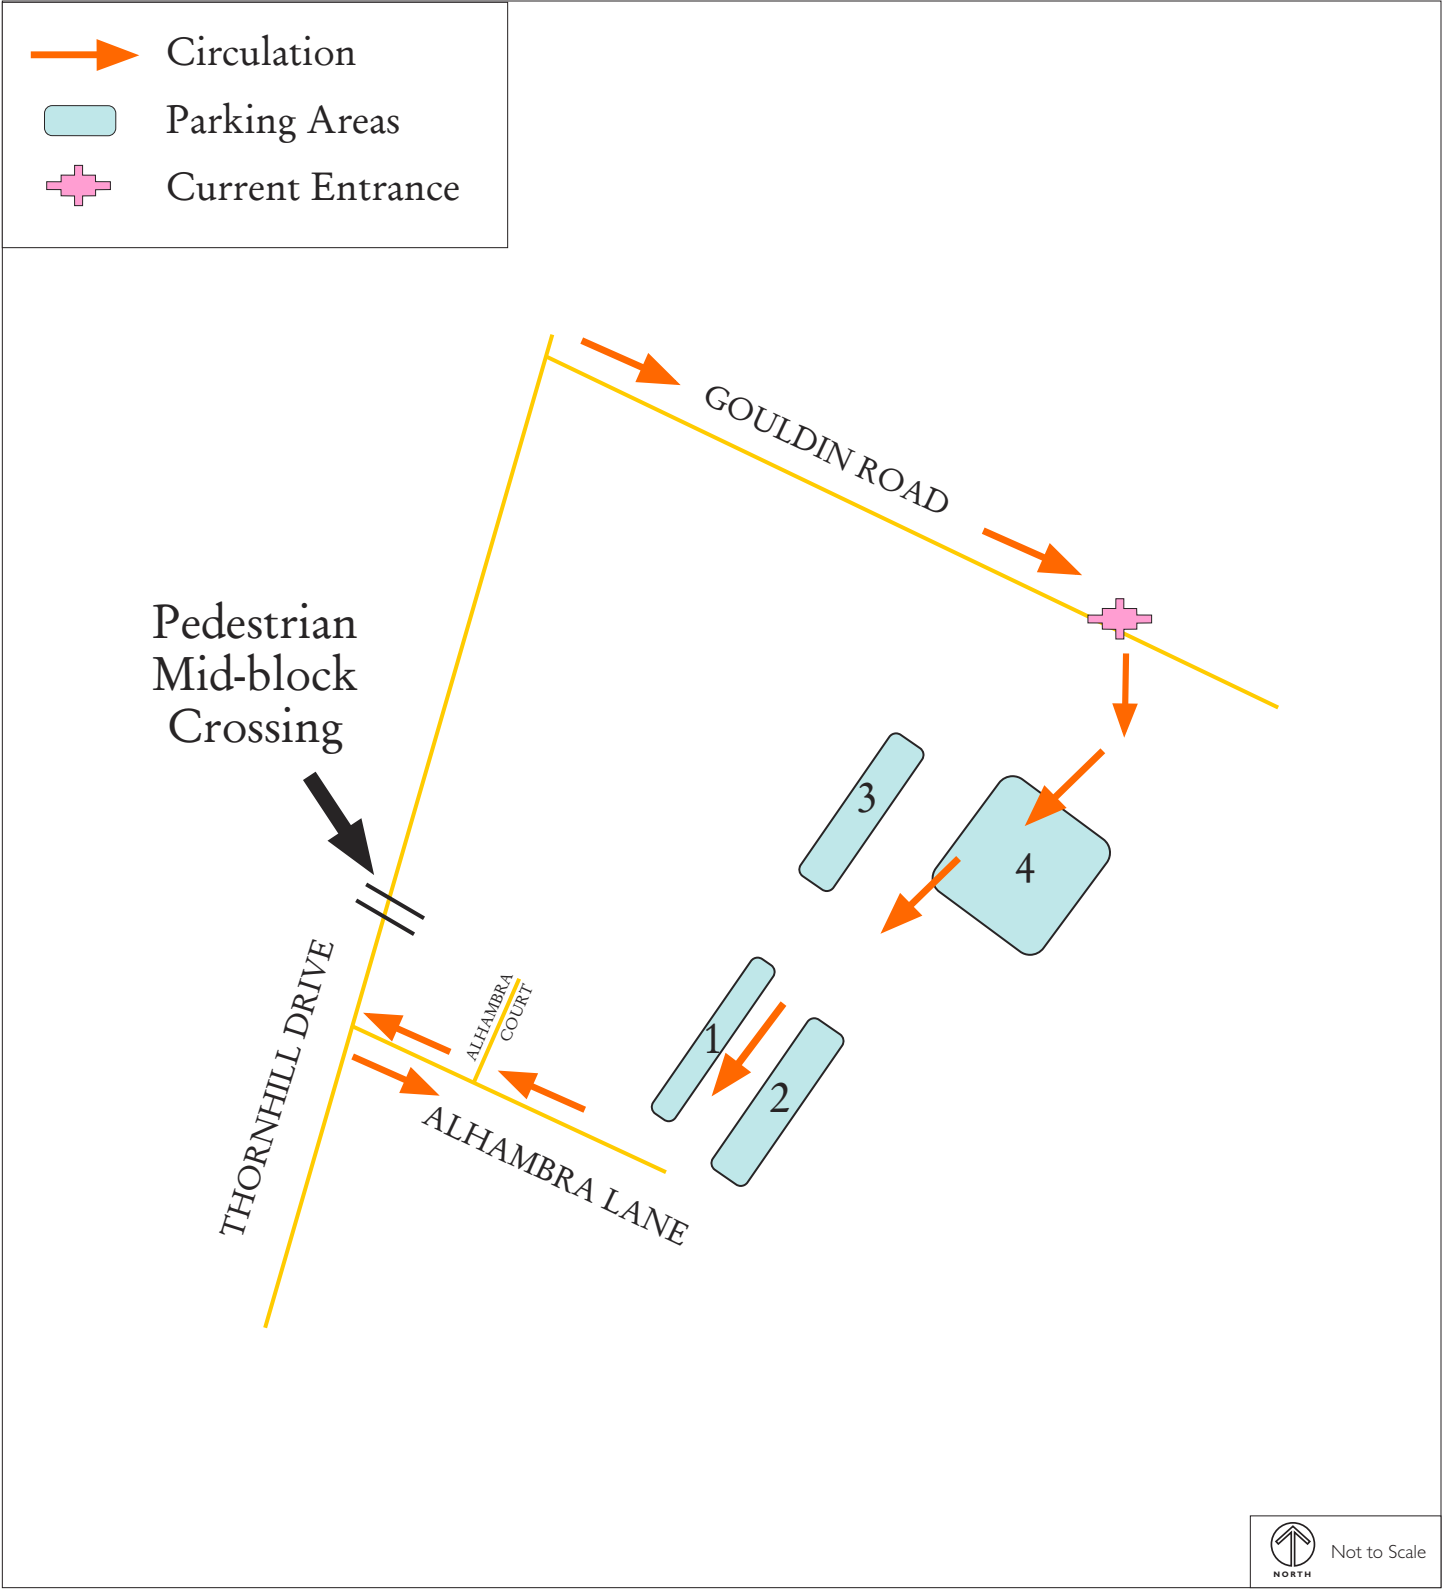 Circulation
Parking Areas
Current Entrance
GOULDIN ROAD
Pedestrian
Mid-block
Crossing
3
4
1
2
ALHAMBRA
COURT
THORNHILL DRIVE
ALHAMBRA LANE
NORTH
Not to Scale